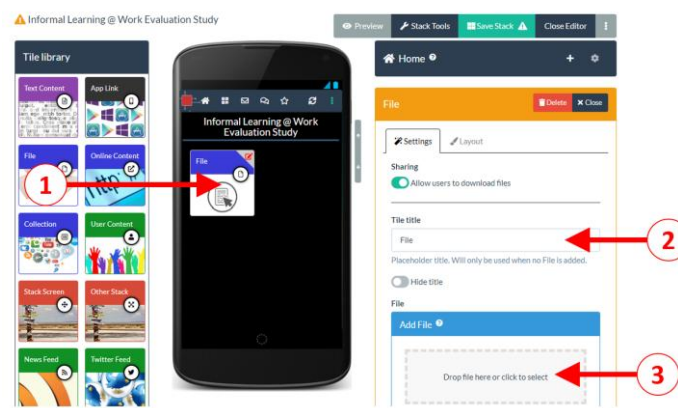 Informal Learning @ Work Evaluation Study
Preview
Stack Tools
Save Stack
Close Editor
Tile library
Text Content
App Link
File
Online Content
http
Collection
User Content
Stack Screen
Other Stack
News Feed
Twitter Feed
1
Informal Learning @ Work
Evaluation Study
File
Home
File
Delete
Close
Settings
Layout
Sharing
Allow users to download files
Tile title
File
2
Placeholder title. Will only be used when no File is added.
Hide title
File
Add File
Drop file here or click to select
3